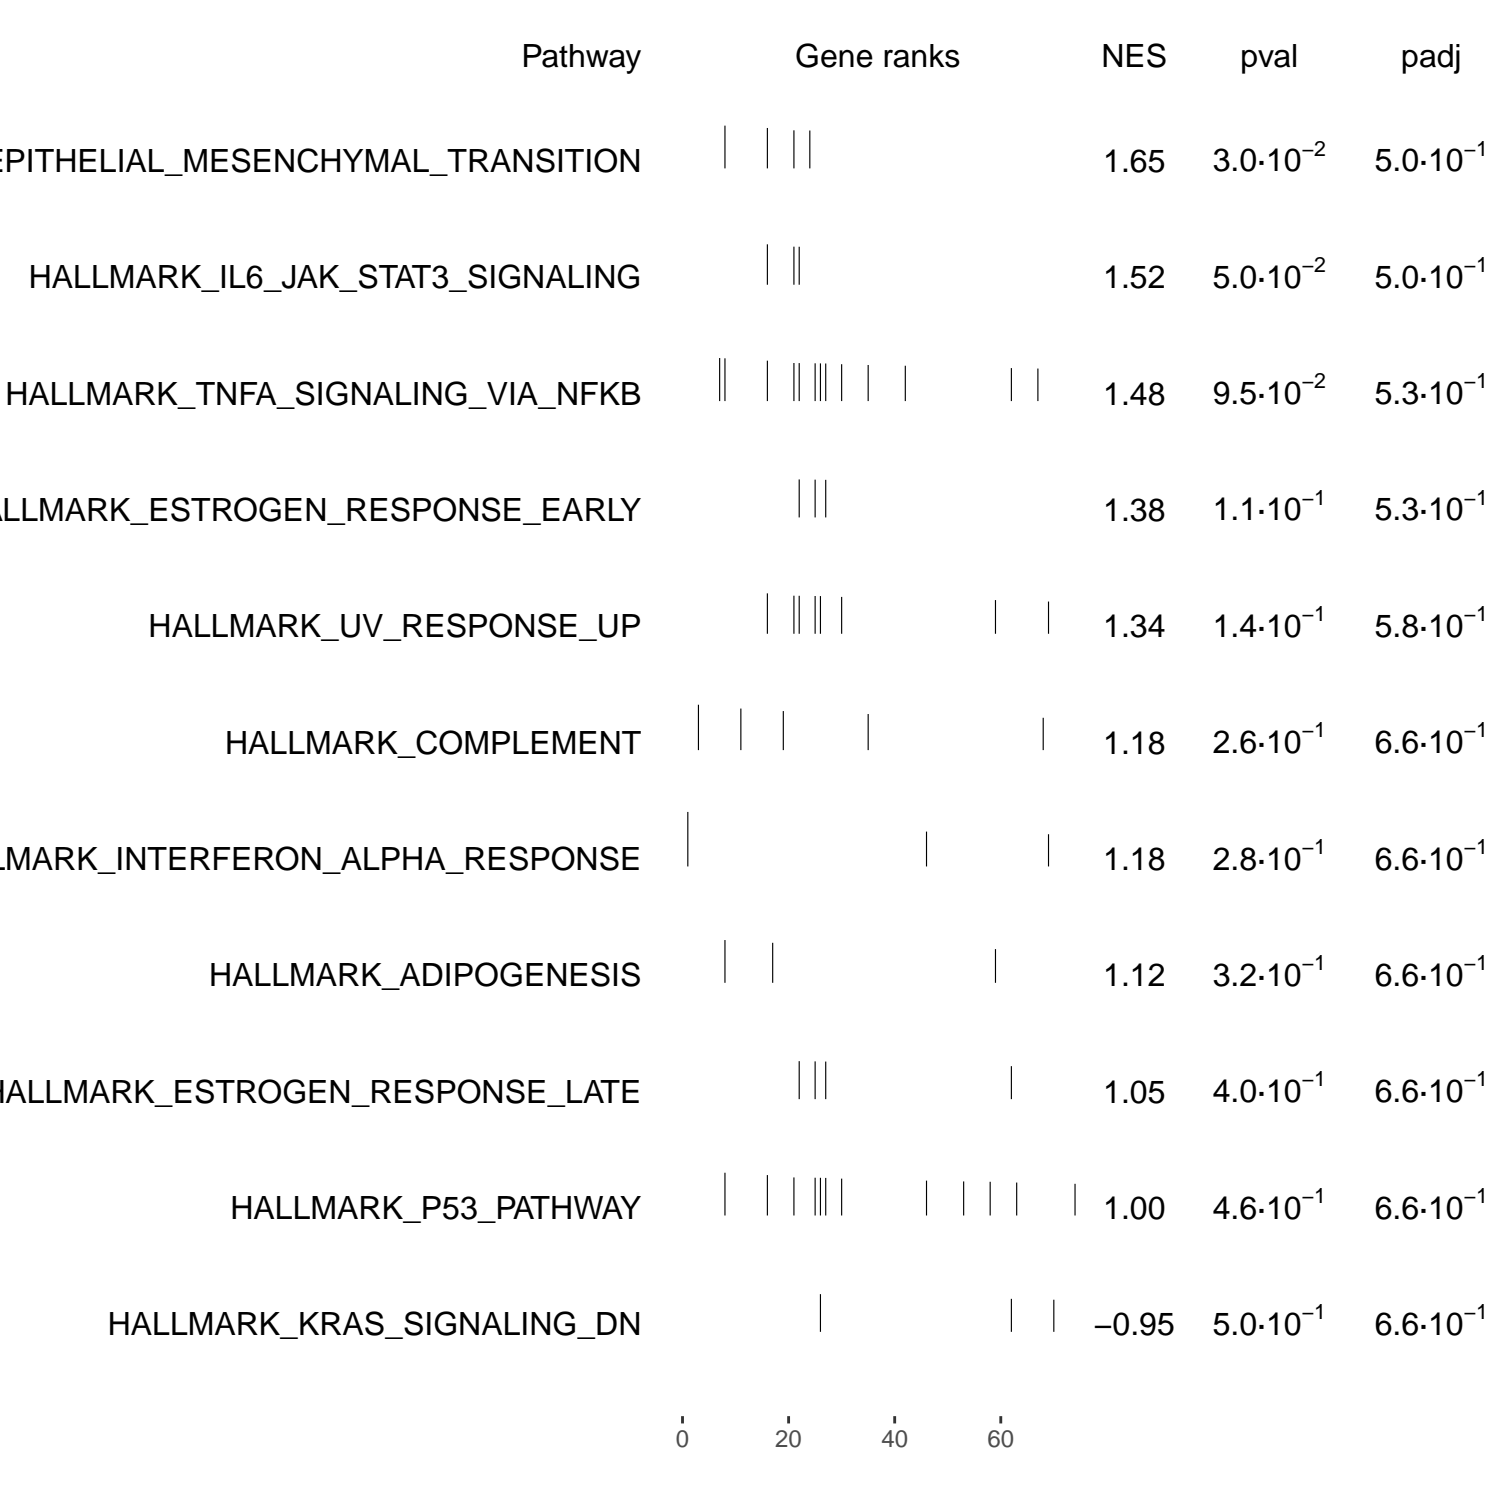 Pathway Gene ranks NES pval padj
EPITHELIAL_MESENCHYMAL_TRANSITION 1.65 3.0·10⁻² 5.0·10⁻¹
HALLMARK_IL6_JAK_STAT3_SIGNALING 1.52 5.0·10⁻² 5.0·10⁻¹
HALLMARK_TNFA_SIGNALING_VIA_NFKB 1.48 9.5·10⁻² 5.3·10⁻¹
ALLMARK_ESTROGEN_RESPONSE_EARLY 1.38 1.1·10⁻¹ 5.3·10⁻¹
HALLMARK_UV_RESPONSE_UP 1.34 1.4·10⁻¹ 5.8·10⁻¹
HALLMARK_COMPLEMENT 1.18 2.6·10⁻¹ 6.6·10⁻¹
LMARK_INTERFERON_ALPHA_RESPONSE 1.18 2.8·10⁻¹ 6.6·10⁻¹
HALLMARK_ADIPOGENESIS 1.12 3.2·10⁻¹ 6.6·10⁻¹
HALLMARK_ESTROGEN_RESPONSE_LATE 1.05 4.0·10⁻¹ 6.6·10⁻¹
HALLMARK_P53_PATHWAY 1.00 4.6·10⁻¹ 6.6·10⁻¹
HALLMARK_KRAS_SIGNALING_DN −0.95 5.0·10⁻¹ 6.6·10⁻¹
0 20 40 60